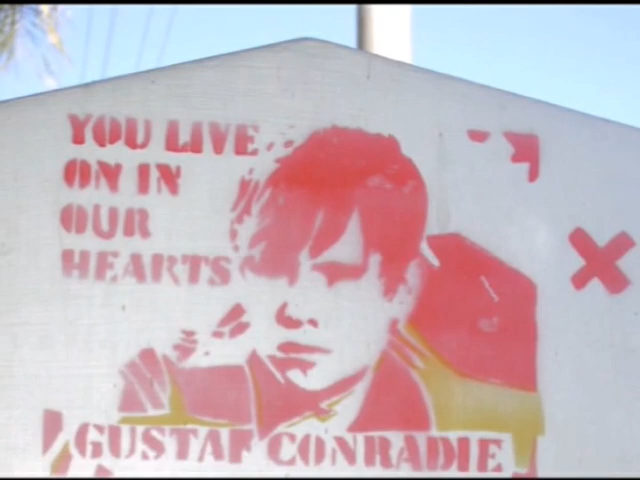 YOU LIVE
ON IN
OUR
HEARTS
GUSTAF CONRADIE